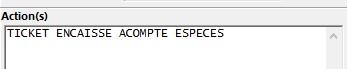 Action(s)
TICKET ENCAISSE ACOMPTE ESPECES